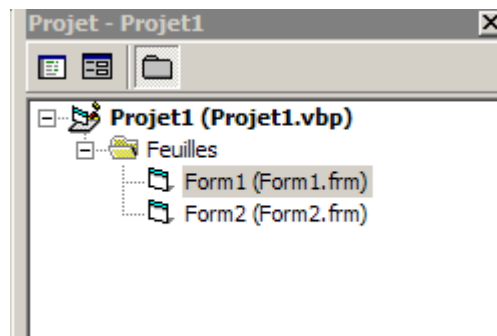 Projet - Projet1
Projet1 (Projet1.vbp)
Feuilles
Form1 (Form1.frm)
Form2 (Form2.frm)